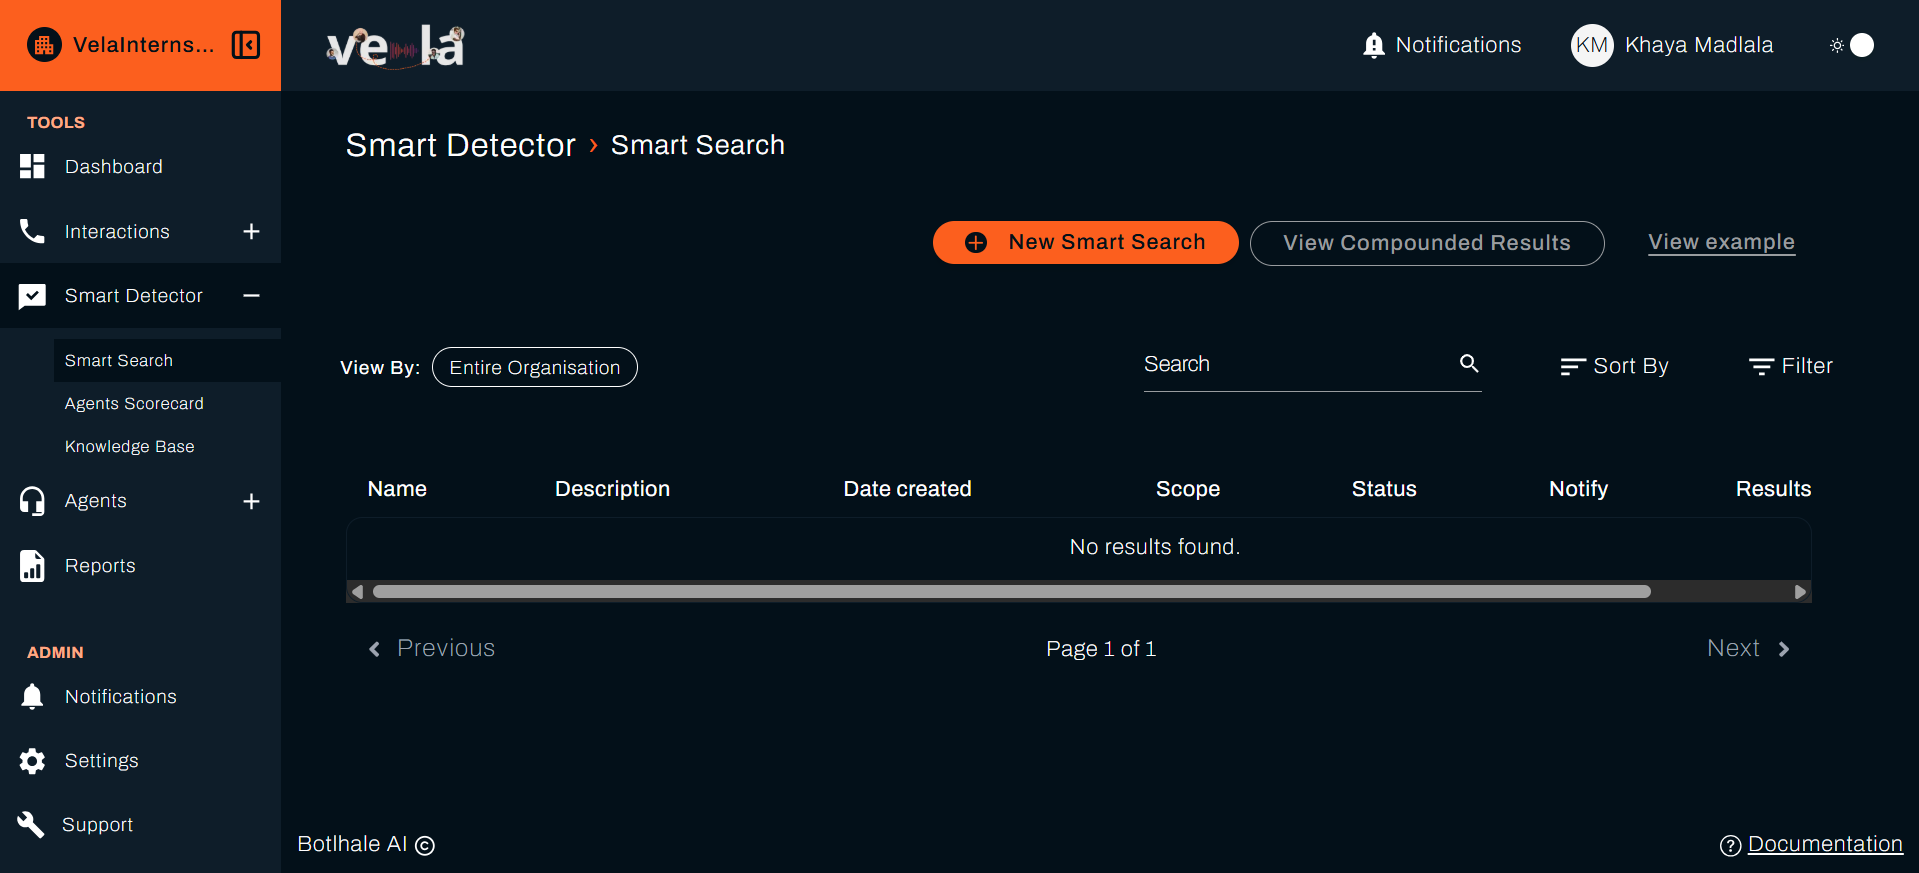 VelaInterns...
vela
Notifications
KM
Khaya Madlala
TOOLS
Dashboard
Interactions
Smart Detector
Smart Search
Agents Scorecard
Knowledge Base
Agents
Reports
ADMIN
Notifications
Settings
Support
Smart Detector › Smart Search
New Smart Search
View Compounded Results
View example
View By:
Entire Organisation
Search
Sort By
Filter
Name Description Date created Scope Status Notify Results
No results found.
Previous
Page 1 of 1
Next
Botlhale AI ©
Documentation